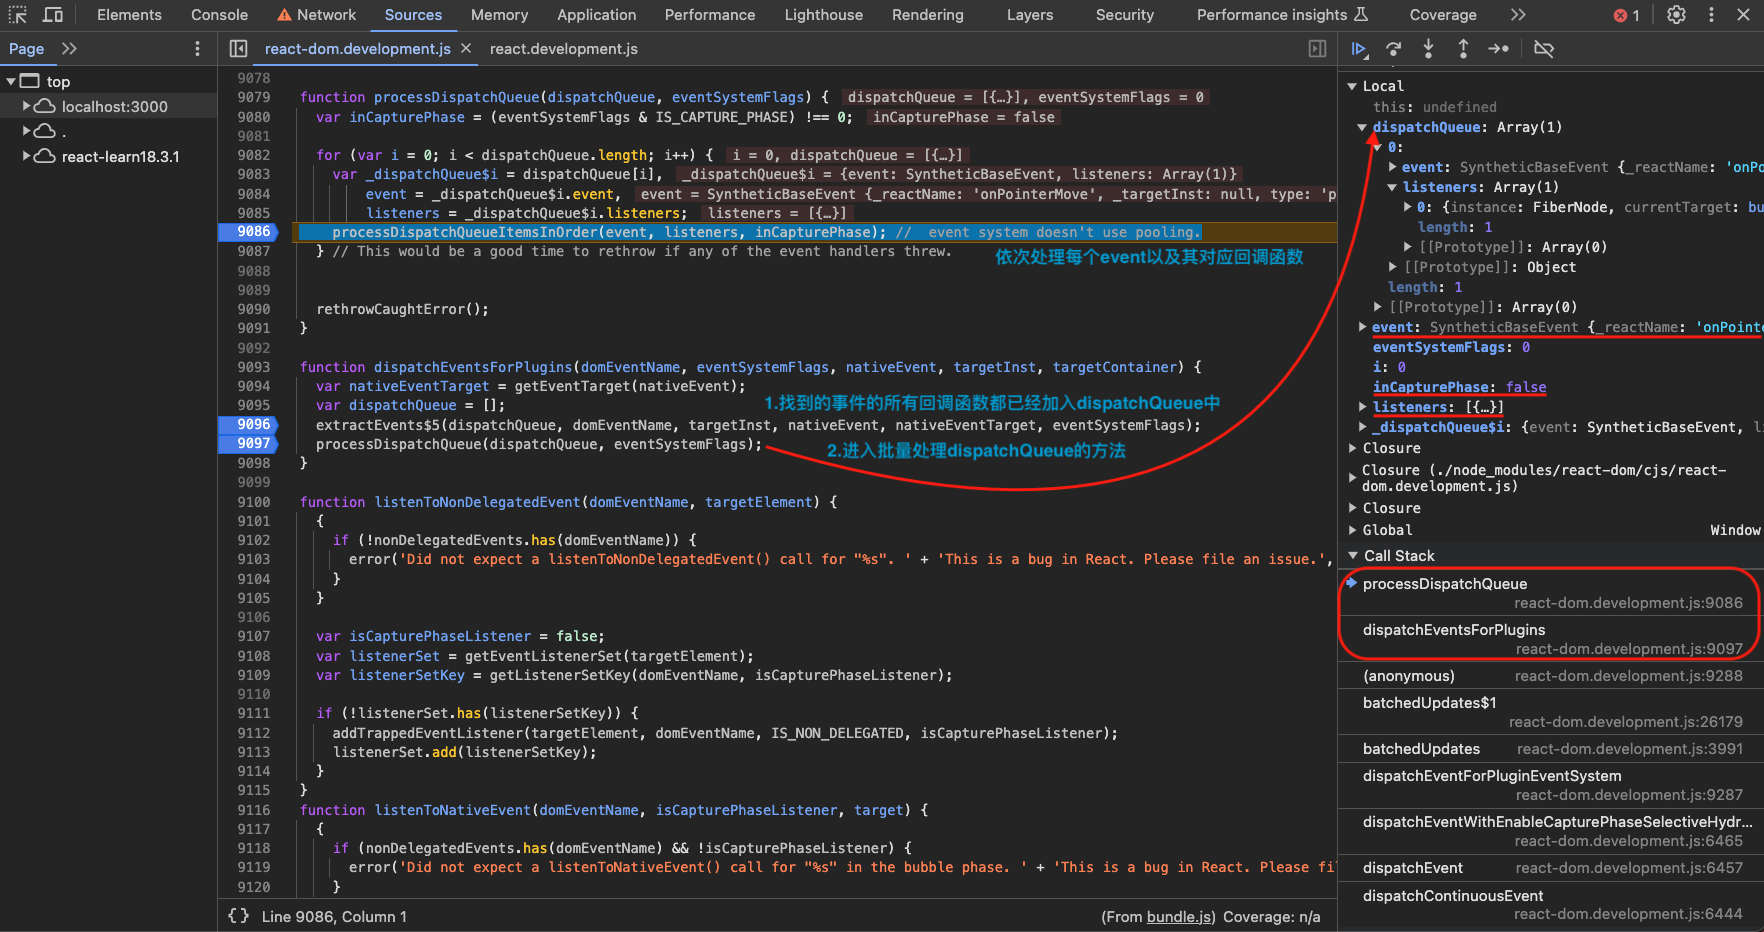 Elements Console Network Sources Memory Application Performance Lighthouse Rendering Layers Security Performance insights Coverage 1
Page
react-dom.development.js react.development.js
top
localhost:3000
.
react-learn18.3.1
9078
9079 function processDispatchQueue(dispatchQueue, eventSystemFlags) { dispatchQueue = [{…}], eventSystemFlags = 0
9080 var inCapturePhase = (eventSystemFlags & IS_CAPTURE_PHASE) !== 0; inCapturePhase = false
9081
9082 for (var i = 0; i < dispatchQueue.length; i++) { i = 0, dispatchQueue = [{…}]
9083 var _dispatchQueue$i = dispatchQueue[i], _dispatchQueue$i = {event: SyntheticBaseEvent, listeners: Array(1)}
9084 event = _dispatchQueue$i.event, event = SyntheticBaseEvent {_reactName: 'onPointerMove', _targetInst: null, type: 'p
9085 listeners = _dispatchQueue$i.listeners; listeners = [{…}]
9086 processDispatchQueueItemsInOrder(event, listeners, inCapturePhase); // event system doesn't use pooling.
9087 } // This would be a good time to rethrow if any of the event handlers threw.
依次处理每个event以及其对应回调函数
9088
9089
9090 rethrowCaughtError();
9091 }
9092
9093 function dispatchEventsForPlugins(domEventName, eventSystemFlags, nativeEvent, targetInst, targetContainer) {
9094 var nativeEventTarget = getEventTarget(nativeEvent);
9095 var dispatchQueue = [];
1.找到的事件的所有回调函数都已经加入dispatchQueue中
9096 extractEvents$5(dispatchQueue, domEventName, targetInst, nativeEvent, nativeEventTarget, eventSystemFlags);
9097 processDispatchQueue(dispatchQueue, eventSystemFlags);
2.进入批量处理dispatchQueue的方法
9098 }
9099
9100 function listenToNonDelegatedEvent(domEventName, targetElement) {
9101 {
9102 if (!nonDelegatedEvents.has(domEventName)) {
9103 error('Did not expect a listenToNonDelegatedEvent() call for "%s". ' + 'This is a bug in React. Please file an issue.',
9104 }
9105 }
9106
9107 var isCapturePhaseListener = false;
9108 var listenerSet = getEventListenerSet(targetElement);
9109 var listenerSetKey = getListenerSetKey(domEventName, isCapturePhaseListener);
9110
9111 if (!listenerSet.has(listenerSetKey)) {
9112 addTrappedEventListener(targetElement, domEventName, IS_NON_DELEGATED, isCapturePhaseListener);
9113 listenerSet.add(listenerSetKey);
9114 }
9115 }
9116 function listenToNativeEvent(domEventName, isCapturePhaseListener, target) {
9117 {
9118 if (nonDelegatedEvents.has(domEventName) && !isCapturePhaseListener) {
9119 error('Did not expect a listenToNativeEvent() call for "%s" in the bubble phase. ' + 'This is a bug in React. Please fi
9120 }
{} Line 9086, Column 1 (From bundle.js) Coverage: n/a
Local
this: undefined
dispatchQueue: Array(1)
0:
event: SyntheticBaseEvent {_reactName: 'onPo
listeners: Array(1)
0: {instance: FiberNode, currentTarget: bu
length: 1
[[Prototype]]: Array(0)
[[Prototype]]: Object
length: 1
[[Prototype]]: Array(0)
event: SyntheticBaseEvent {_reactName: 'onPointe
eventSystemFlags: 0
i: 0
inCapturePhase: false
listeners: [{…}]
_dispatchQueue$i: {event: SyntheticBaseEvent, li
Closure
Closure (./node_modules/react-dom/cjs/react-
dom.development.js)
Closure
Global Window
Call Stack
processDispatchQueue
react-dom.development.js:9086
dispatchEventsForPlugins
react-dom.development.js:9097
(anonymous) react-dom.development.js:9288
batchedUpdates$1
react-dom.development.js:26179
batchedUpdates react-dom.development.js:3991
dispatchEventForPluginEventSystem
react-dom.development.js:9287
dispatchEventWithEnableCapturePhaseSelectiveHydr...
react-dom.development.js:6465
dispatchEvent react-dom.development.js:6457
dispatchContinuousEvent
react-dom.development.js:6444